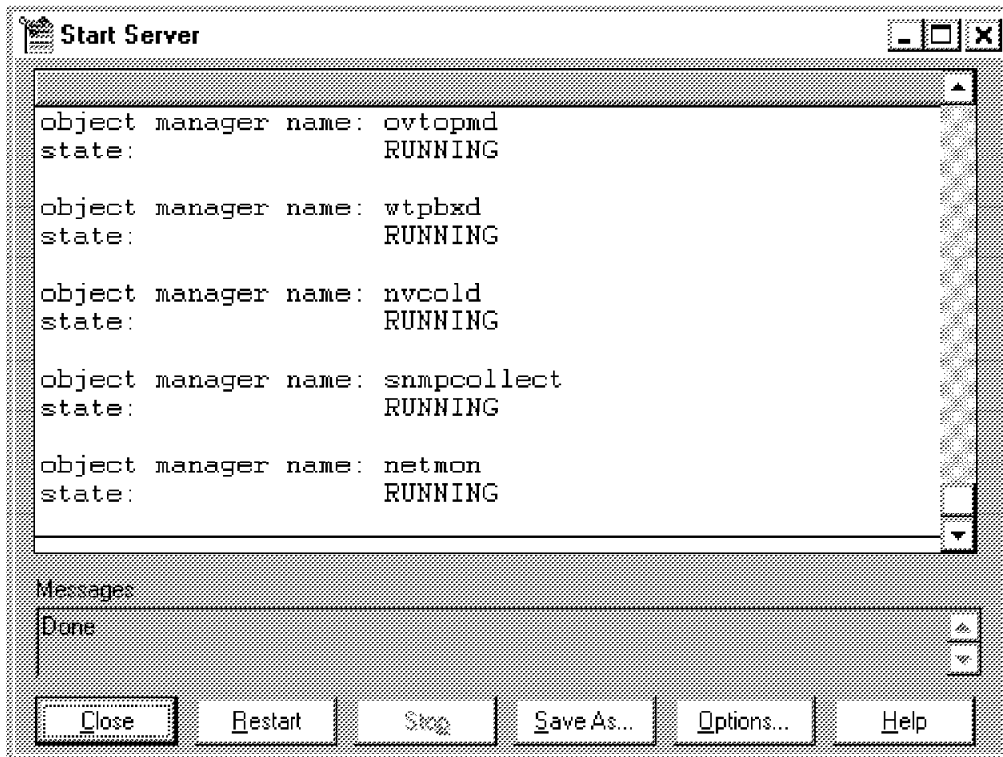 Start Server
object manager name: ovtopmd
state: RUNNING
object manager name: wtpbxd
state: RUNNING
object manager name: nvcold
state: RUNNING
object manager name: snmpcollect
state: RUNNING
object manager name: netmon
state: RUNNING
Messages
Done
Close Restart Stop Save As... Options... Help